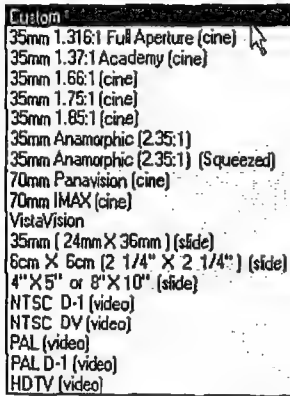 Custom
35mm 1.316:1 Full Aperture (cine)
35mm 1.37:1 Academy (cine)
35mm 1.66:1 (cine)
35mm 1.75:1 (cine)
35mm 1.85:1 (cine)
35mm Anamorphic (2.35:1)
35mm Anamorphic (2.35:1) (Squeezed)
70mm Panavision (cine)
70mm IMAX (cine)
VistaVision
35mm ( 24mm X 36mm ) (slide)
6cm X 6cm (2 1/4" X 2 1/4") (slide)
4" X 5" or 8" X 10" (slide)
NTSC D-1 (video)
NTSC DV (video)
PAL (video)
PAL D-1 (video)
HDTV (video)